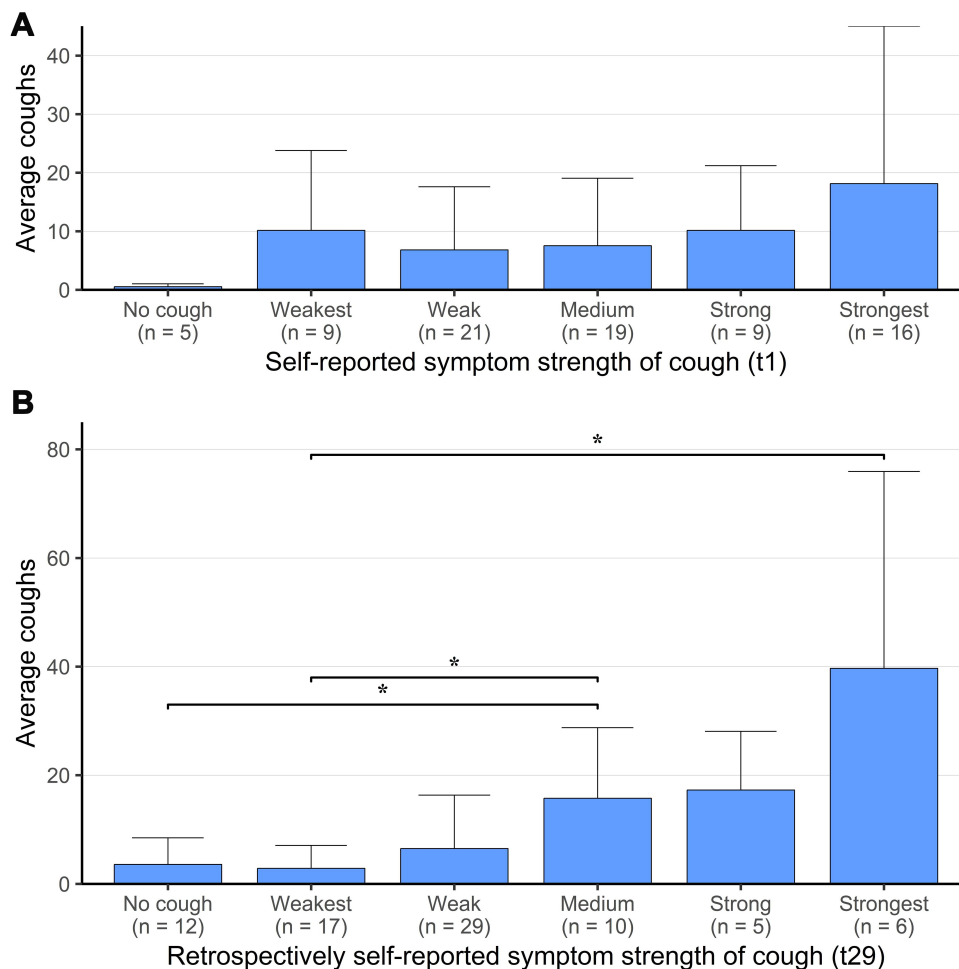 A
Average coughs
40
30
20
10
0
No cough Weakest Weak Medium Strong Strongest
(n = 5) (n = 9) (n = 21) (n = 19) (n = 9) (n = 16)
Self-reported symptom strength of cough (t1)
B
Average coughs
80
60
40
20
0
*
*
*
No cough Weakest Weak Medium Strong Strongest
(n = 12) (n = 17) (n = 29) (n = 10) (n = 5) (n = 6)
Retrospectively self-reported symptom strength of cough (t29)